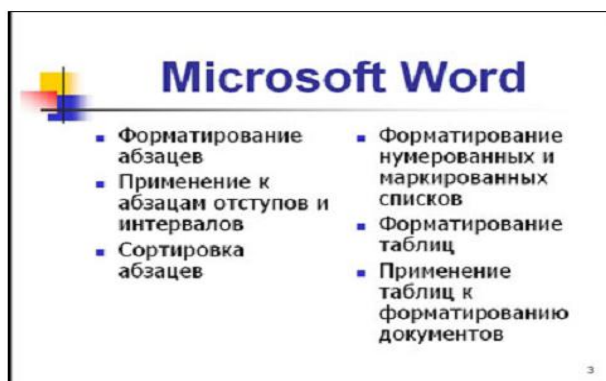 Microsoft Word
Форматирование
абзацев
Применение к
абзацам отступов и
интервалов
Сортировка
абзацев
Форматирование
нумерованных и
маркированных
списков
Форматирование
таблиц
Применение
таблиц к
форматированию
документов
3